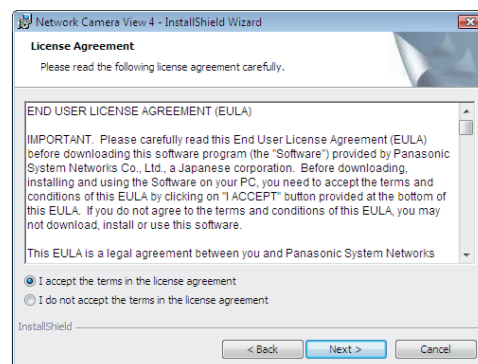 Network Camera View 4 - InstallShield Wizard
License Agreement
Please read the following license agreement carefully.
END USER LICENSE AGREEMENT (EULA)
IMPORTANT. Please carefully read this End User License Agreement (EULA)
before downloading this software program (the "Software") provided by Panasonic
System Networks Co., Ltd., a Japanese corporation. Before downloading,
installing and using the Software on your PC, you need to accept the terms and
conditions of this EULA by clicking on "I ACCEPT" button provided at the bottom of
this EULA. If you do not agree to the terms and conditions of this EULA, you may
not download, install or use this software.
This EULA is a legal agreement between you and Panasonic System Networks
I accept the terms in the license agreement
I do not accept the terms in the license agreement
InstallShield
< Back Next > Cancel